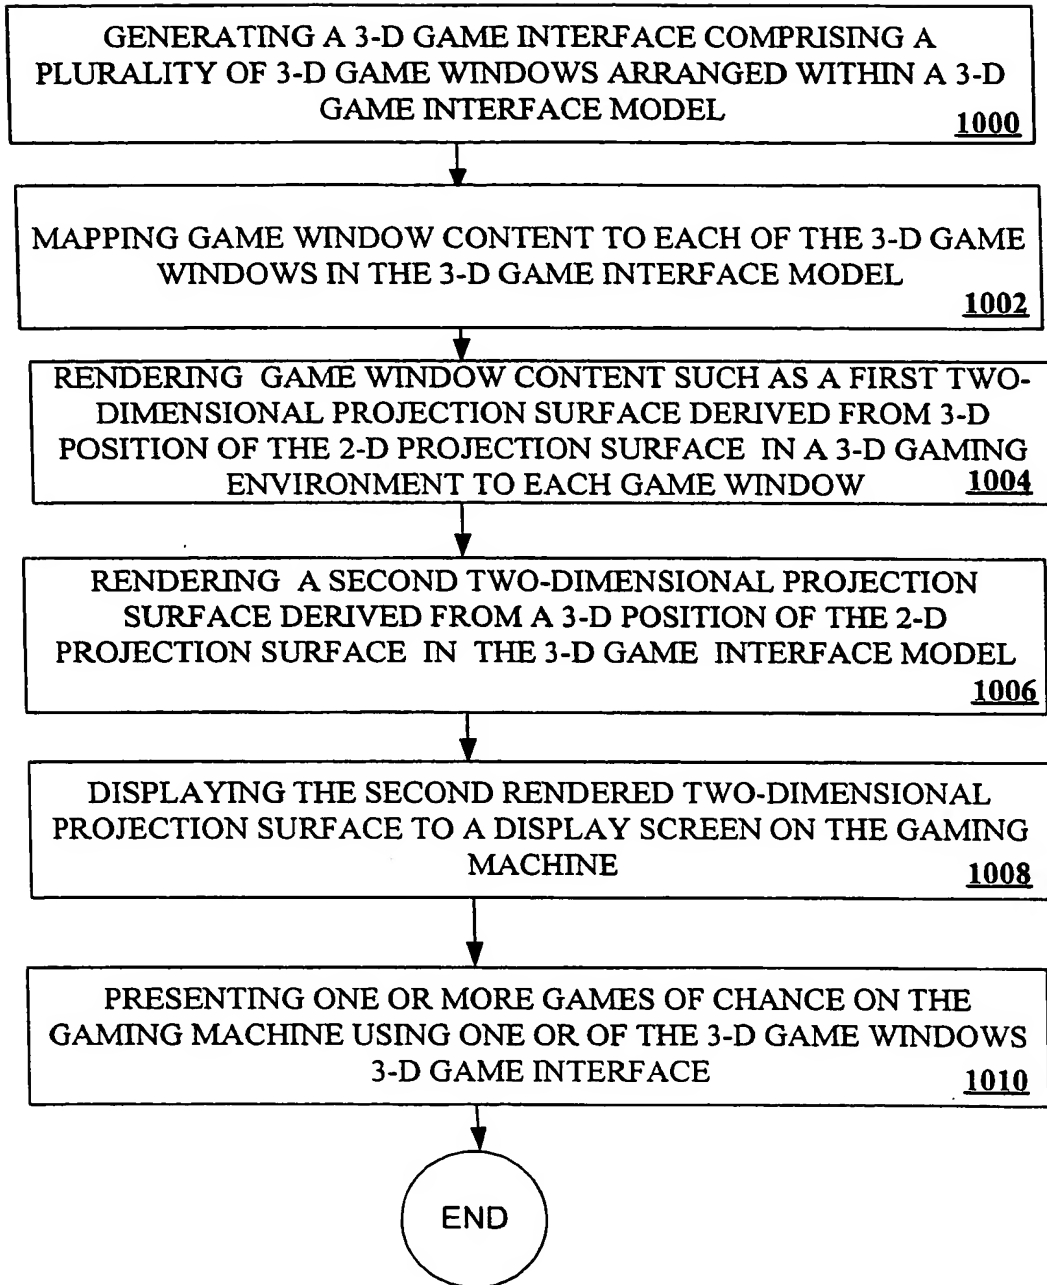 GENERATING A 3-D GAME INTERFACE COMPRISING A
PLURALITY OF 3-D GAME WINDOWS ARRANGED WITHIN A 3-D
GAME INTERFACE MODEL
1000
MAPPING GAME WINDOW CONTENT TO EACH OF THE 3-D GAME
WINDOWS IN THE 3-D GAME INTERFACE MODEL
1002
RENDERING GAME WINDOW CONTENT SUCH AS A FIRST TWO-
DIMENSIONAL PROJECTION SURFACE DERIVED FROM 3-D
POSITION OF THE 2-D PROJECTION SURFACE IN A 3-D GAMING
ENVIRONMENT TO EACH GAME WINDOW
1004
RENDERING A SECOND TWO-DIMENSIONAL PROJECTION
SURFACE DERIVED FROM A 3-D POSITION OF THE 2-D
PROJECTION SURFACE IN THE 3-D GAME INTERFACE MODEL
1006
DISPLAYING THE SECOND RENDERED TWO-DIMENSIONAL
PROJECTION SURFACE TO A DISPLAY SCREEN ON THE GAMING
MACHINE
1008
PRESENTING ONE OR MORE GAMES OF CHANCE ON THE
GAMING MACHINE USING ONE OR OF THE 3-D GAME WINDOWS
3-D GAME INTERFACE
1010
END